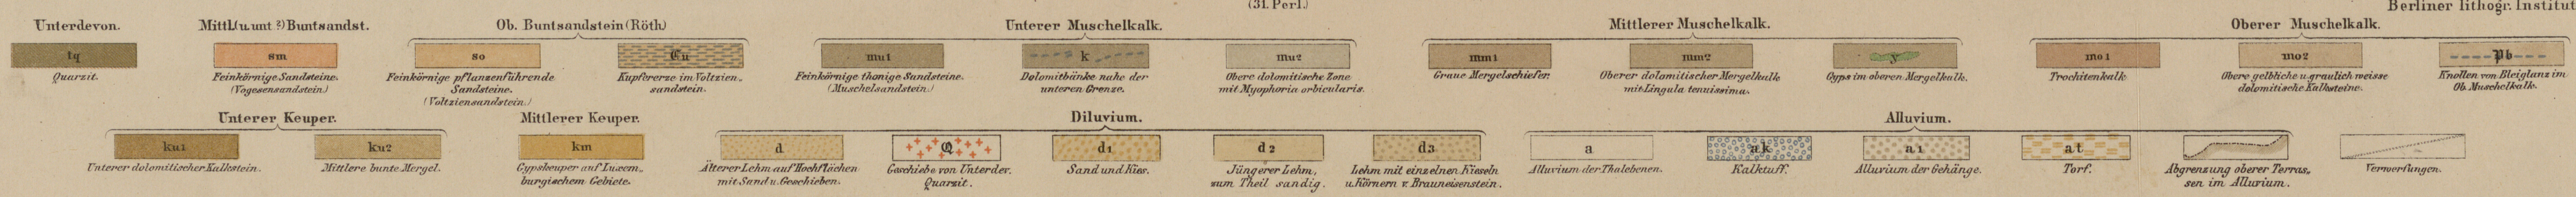 (31. Perl.)
Berliner lithogr. Institut
Unterdevon.
tq
Quarzit.
Mittl.(u. unt ?) Buntsandst.
sm
Feinkörnige Sandsteine.
(Vogesensandstein.)
Ob. Buntsandstein (Röth)
so
Feinkörnige pflanzenführende
Sandsteine.
(Voltziensandstein.)
Cu
Kupfererze im Voltzien-
sandstein.
Unterer Muschelkalk.
mu1
Feinkörnige thonige Sandsteine.
(Muschelsandstein.)
k
Dolomitbänke nahe der
unteren Grenze.
mu2
Obere dolomitische Zone
mit Myophoria orbicularis.
Mittlerer Muschelkalk.
mm1
Graue Mergelschiefer.
mm2
Oberer dolomitischer Mergelkalk
mit Lingula tenuissima.
y
Gyps im oberen Mergelkalk.
Oberer Muschelkalk.
mo1
Trochitenkalk
mo2
Obere gelbliche u. graulich weisse
dolomitische Kalksteine.
Pb
Knollen von Bleiglanz im
Ob. Muschelkalk.
Unterer Keuper.
ku1
Unterer dolomitischer Kalkstein.
ku2
Mittlere bunte Mergel.
Mittlerer Keuper.
km
Gypskeuper auf Luxem-
burgischem Gebiete.
Diluvium.
d
Älterer Lehm auf Hochflächen
mit Sand u. Geschieben.
Q
Geschiebe von Unterdev.
Quarzit.
d1
Sand und Kies.
d2
Jüngerer Lehm,
zum Theil sandig.
d3
Lehm mit einzelnen Kieseln
u. Körnern v. Brauneisenstein.
Alluvium.
a
Alluvium der Thalebenen.
ak
Kalktuff.
a1
Alluvium der Gehänge.
at
Torf.
Abgrenzung oberer Terras-
sen im Alluvium.
Verwerfungen.